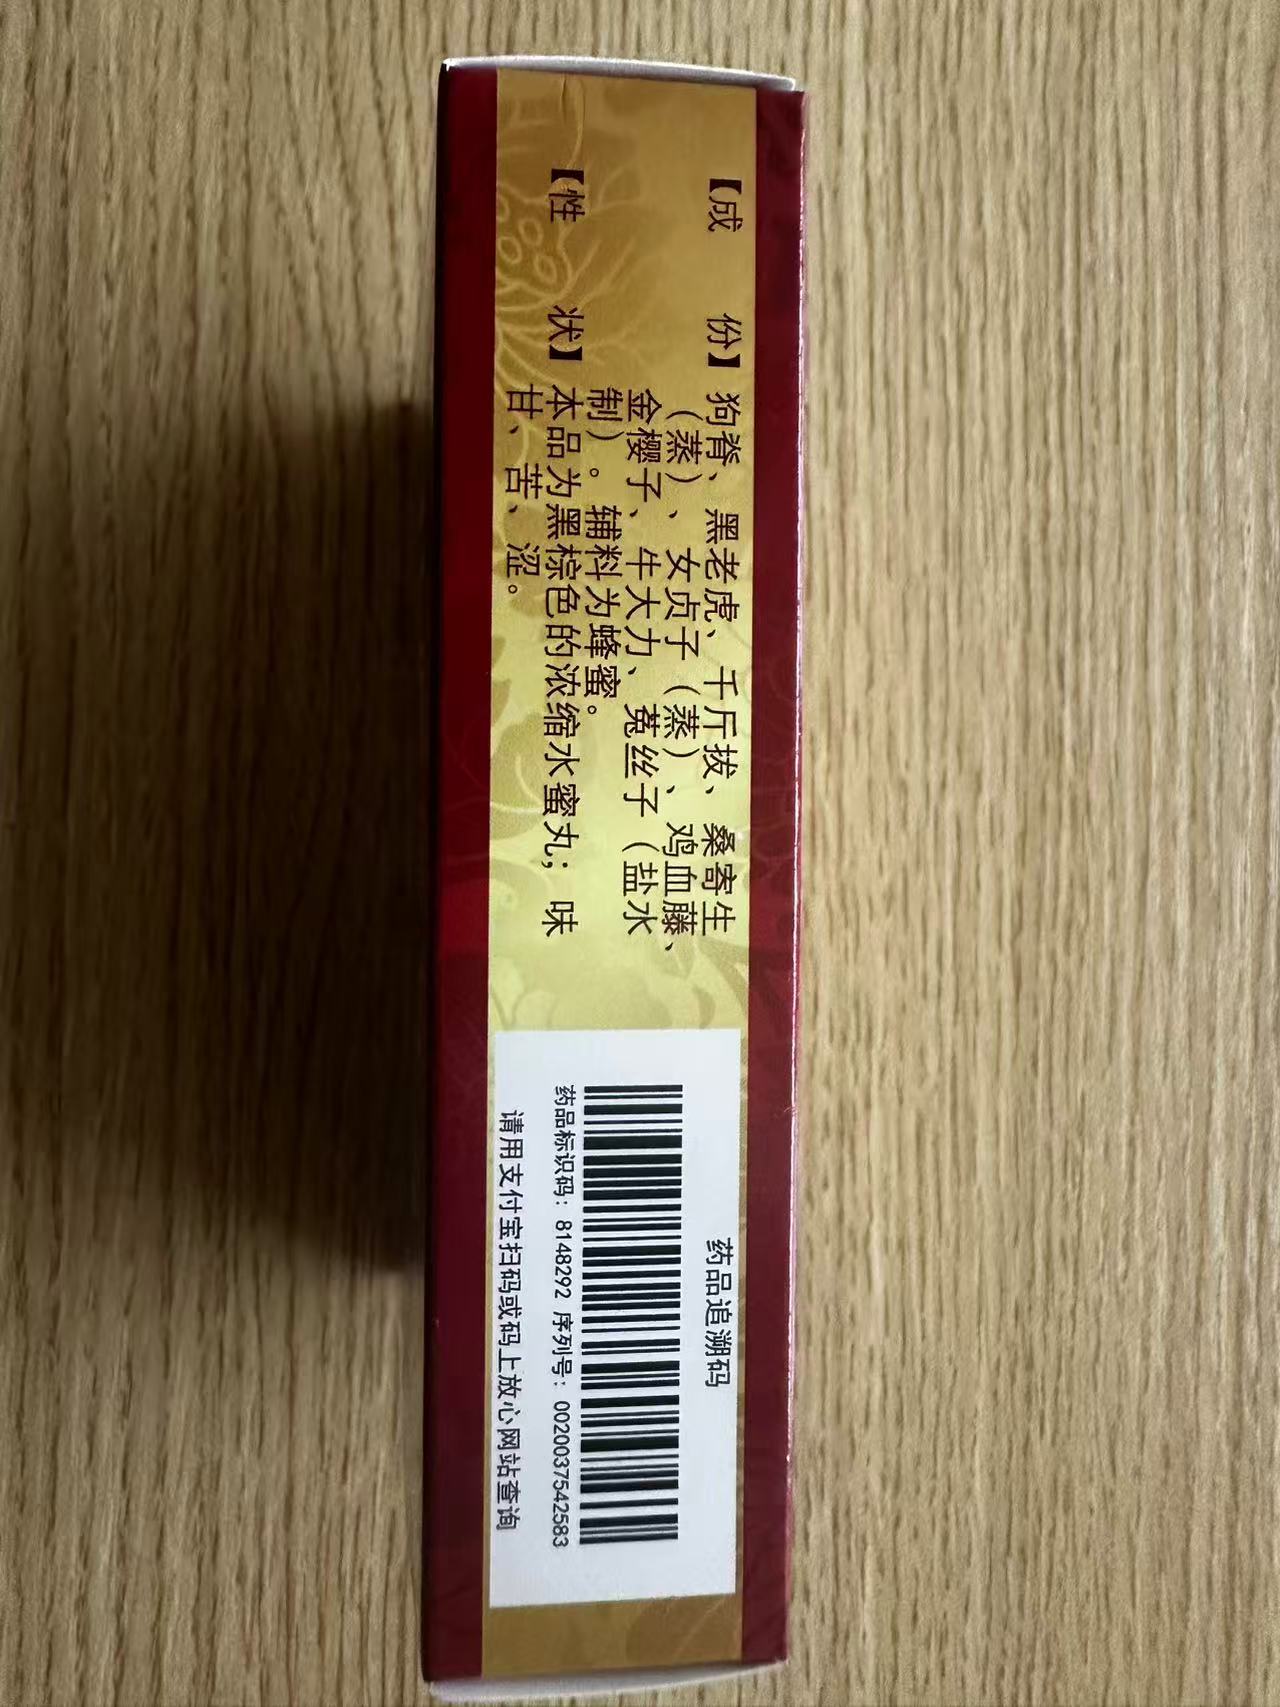 【成 份】狗脊、黑老虎、千斤拔、桑寄生
(蒸)、女贞子(蒸)、鸡血藤、
金樱子、牛大力、菟丝子(盐水
制)。辅料为蜂蜜。
【性 状】本品为黑棕色的浓缩水蜜丸；味
甘、苦、涩。
药品追溯码
药品标识码：8148292 序列号：0020037542583
请用支付宝扫码或码上放心网站查询